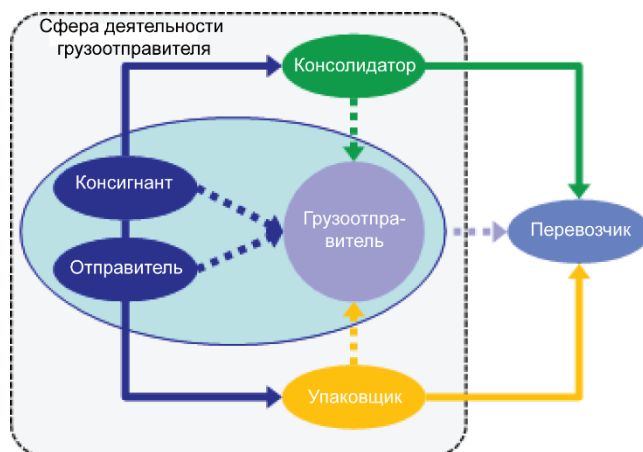 Сфера деятельности
грузоотправителя
Консолидатор
Консигнант
Грузоотпра-
витель
Перевозчик
Отправитель
Упаковщик